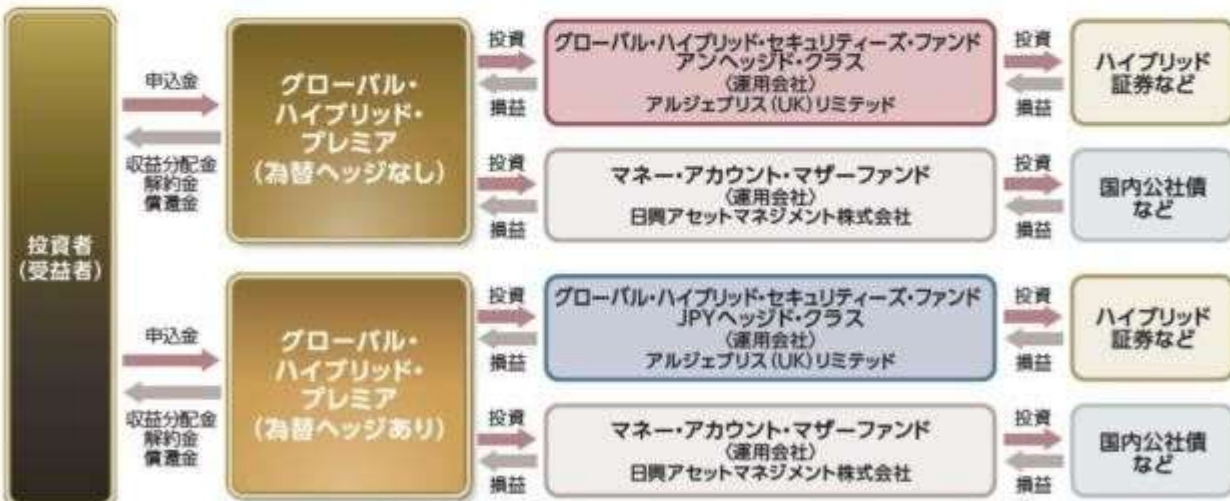 投資者
(受益者)
申込金
収益分配金
解約金
償還金
グローバル・
ハイブリッド・
プレミア
(為替ヘッジなし)
投資
損益
グローバル・ハイブリッド・セキュリティーズ・ファンド
アンヘッジド・クラス
〈運用会社〉
アルジェブリス(UK)リミテッド
投資
損益
ハイブリッド
証券など
投資
損益
マネー・アカウント・マザーファンド
〈運用会社〉
日興アセットマネジメント株式会社
投資
損益
国内公社債
など
申込金
収益分配金
解約金
償還金
グローバル・
ハイブリッド・
プレミア
(為替ヘッジあり)
投資
損益
グローバル・ハイブリッド・セキュリティーズ・ファンド
JPYヘッジド・クラス
〈運用会社〉
アルジェブリス(UK)リミテッド
投資
損益
ハイブリッド
証券など
投資
損益
マネー・アカウント・マザーファンド
〈運用会社〉
日興アセットマネジメント株式会社
投資
損益
国内公社債
など